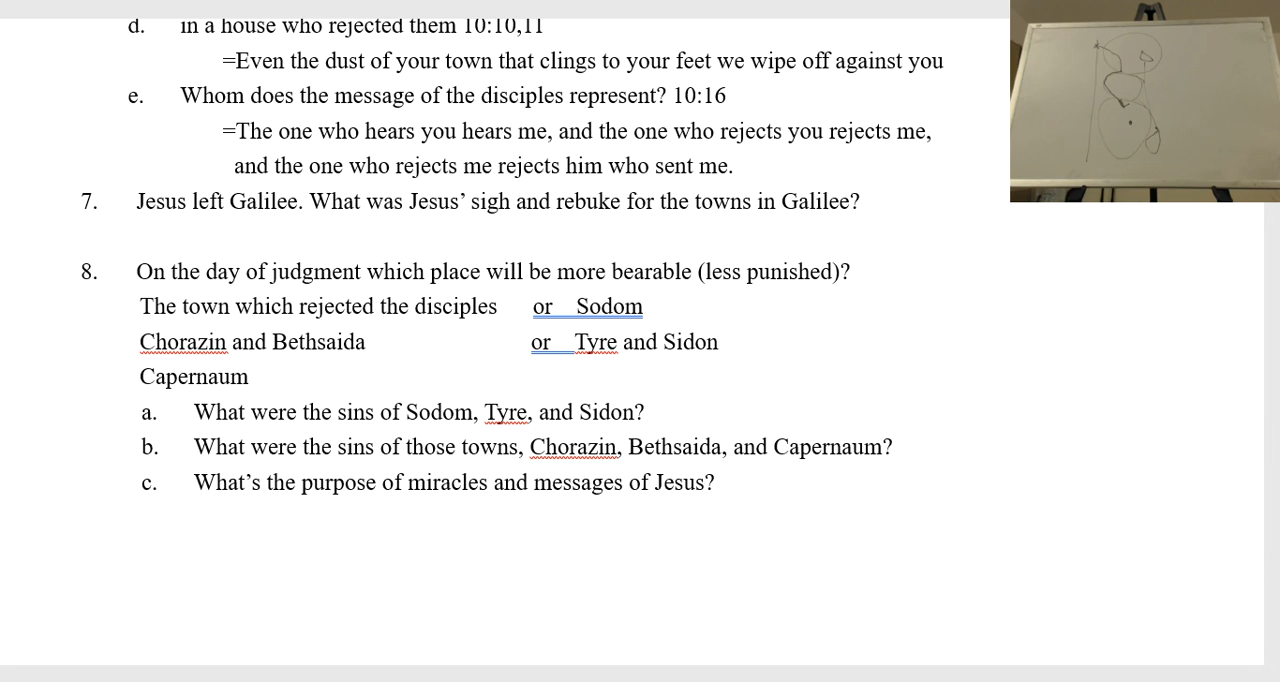 d. in a house who rejected them 10:10,11
=Even the dust of your town that clings to your feet we wipe off against you
e. Whom does the message of the disciples represent? 10:16
=The one who hears you hears me, and the one who rejects you rejects me,
and the one who rejects me rejects him who sent me.
7. Jesus left Galilee. What was Jesus’ sigh and rebuke for the towns in Galilee?
8. On the day of judgment which place will be more bearable (less punished)?
The town which rejected the disciples or Sodom
Chorazin and Bethsaida or Tyre and Sidon
Capernaum
a. What were the sins of Sodom, Tyre, and Sidon?
b. What were the sins of those towns, Chorazin, Bethsaida, and Capernaum?
c. What’s the purpose of miracles and messages of Jesus?